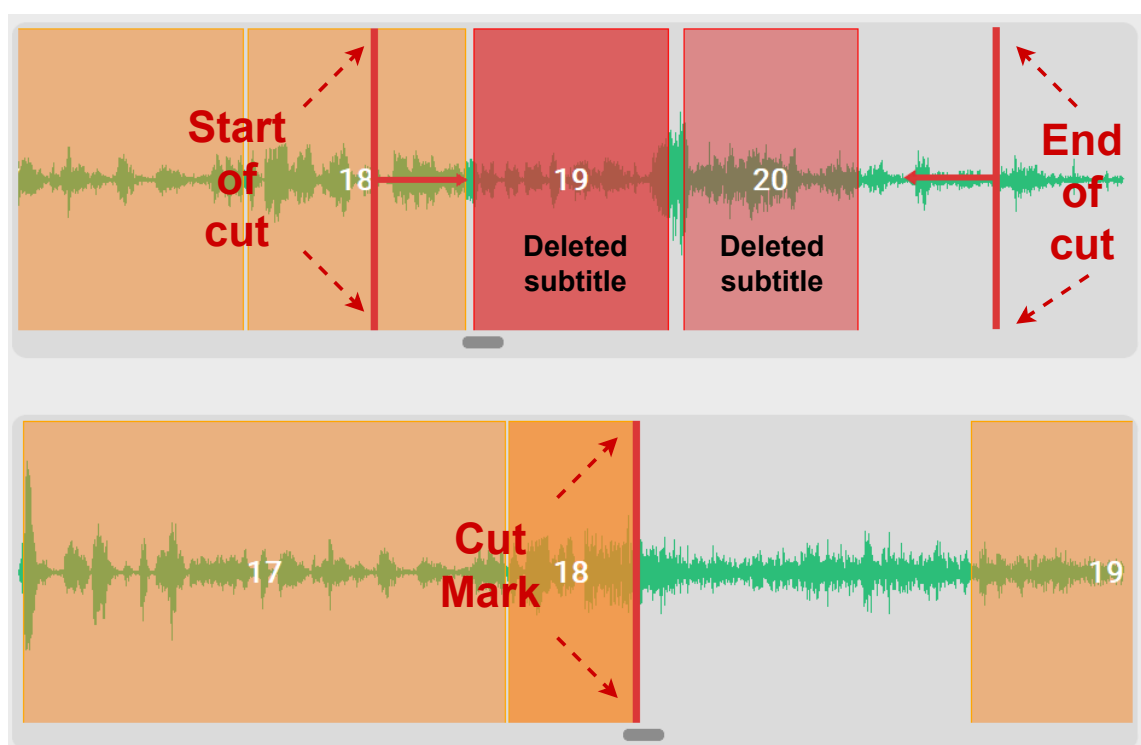 Start
of
cut
18
19
20
Deleted
subtitle
Deleted
subtitle
End
of
cut
17
Cut
Mark
18
19